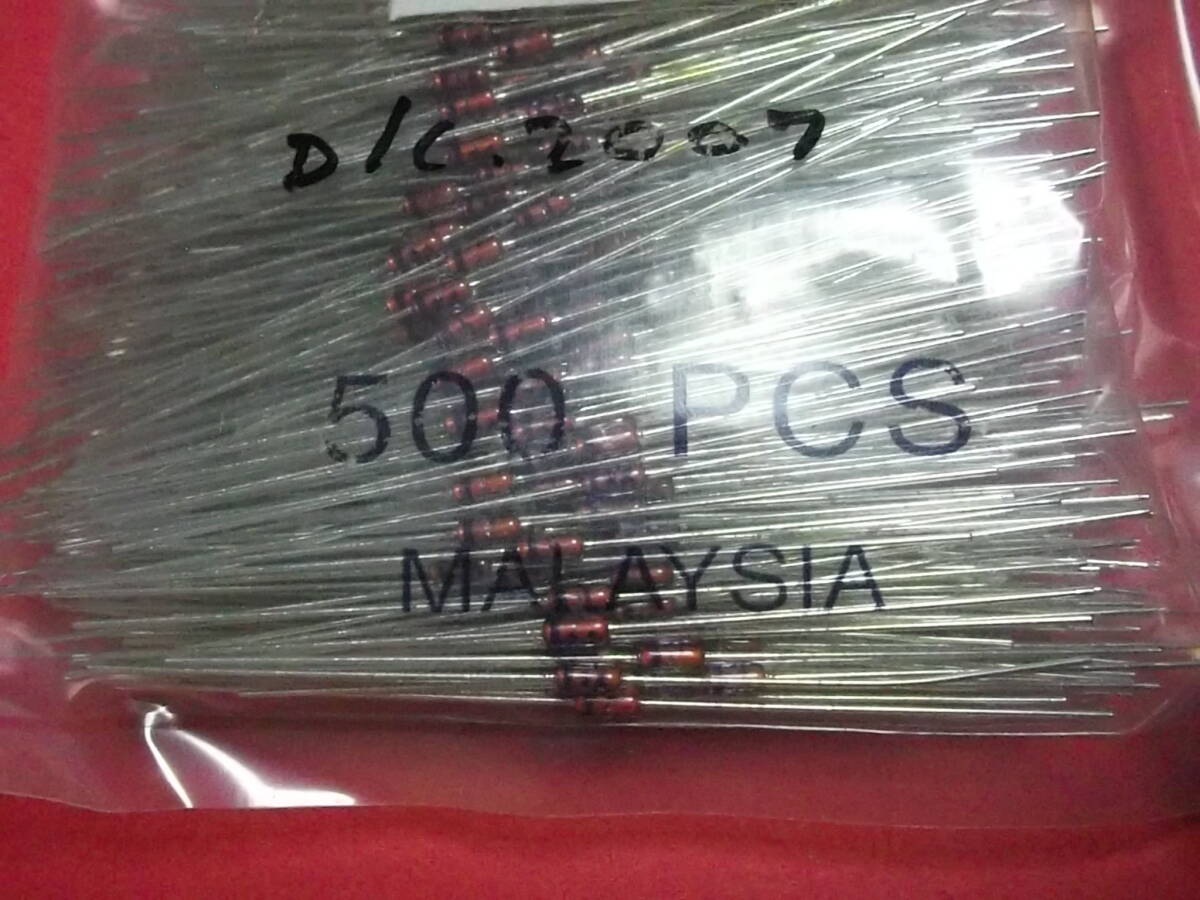 D/C. 2007
500 PCS
MALAYSIA